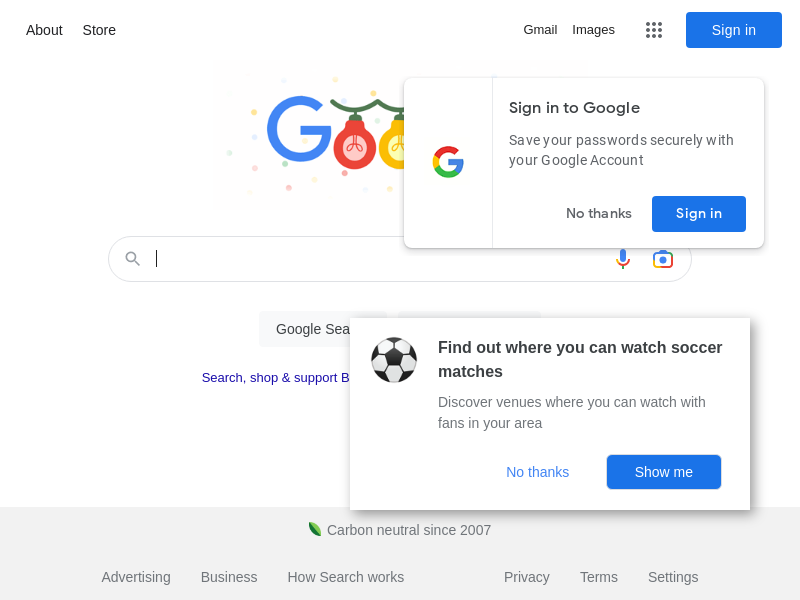 About
Store
Gmail
Images
Sign in
Sign in to Google
Save your passwords securely with
your Google Account
No thanks
Sign in
Google Sea
Search, shop & support B
Find out where you can watch soccer
matches
Discover venues where you can watch with
fans in your area
No thanks
Show me
Carbon neutral since 2007
Advertising
Business
How Search works
Privacy
Terms
Settings